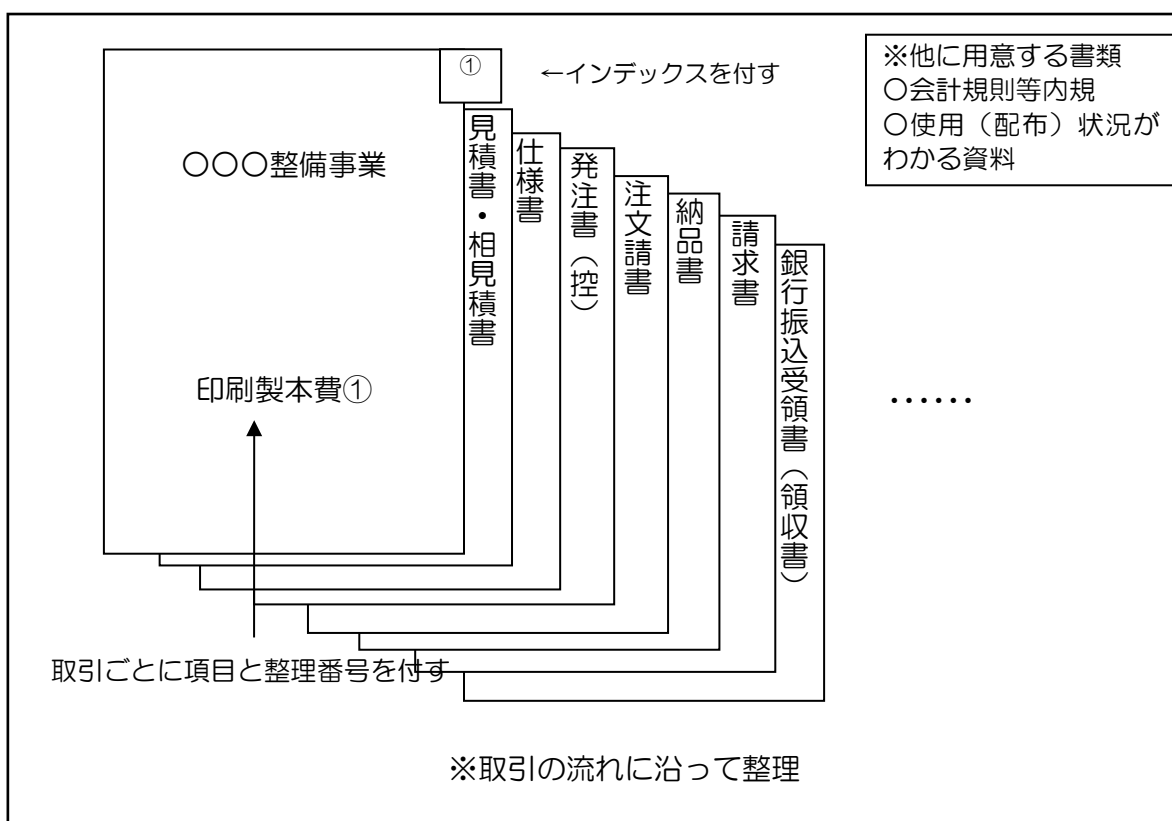 ①
←インデックスを付す
※他に用意する書類
〇会計規則等内規
〇使用（配布）状況が
わかる資料
〇〇〇整備事業
印刷製本費①
見積書・相見積書
仕様書
発注書（控）
注文請書
納品書
請求書
銀行振込受領書（領収書）
……
取引ごとに項目と整理番号を付す
※取引の流れに沿って整理